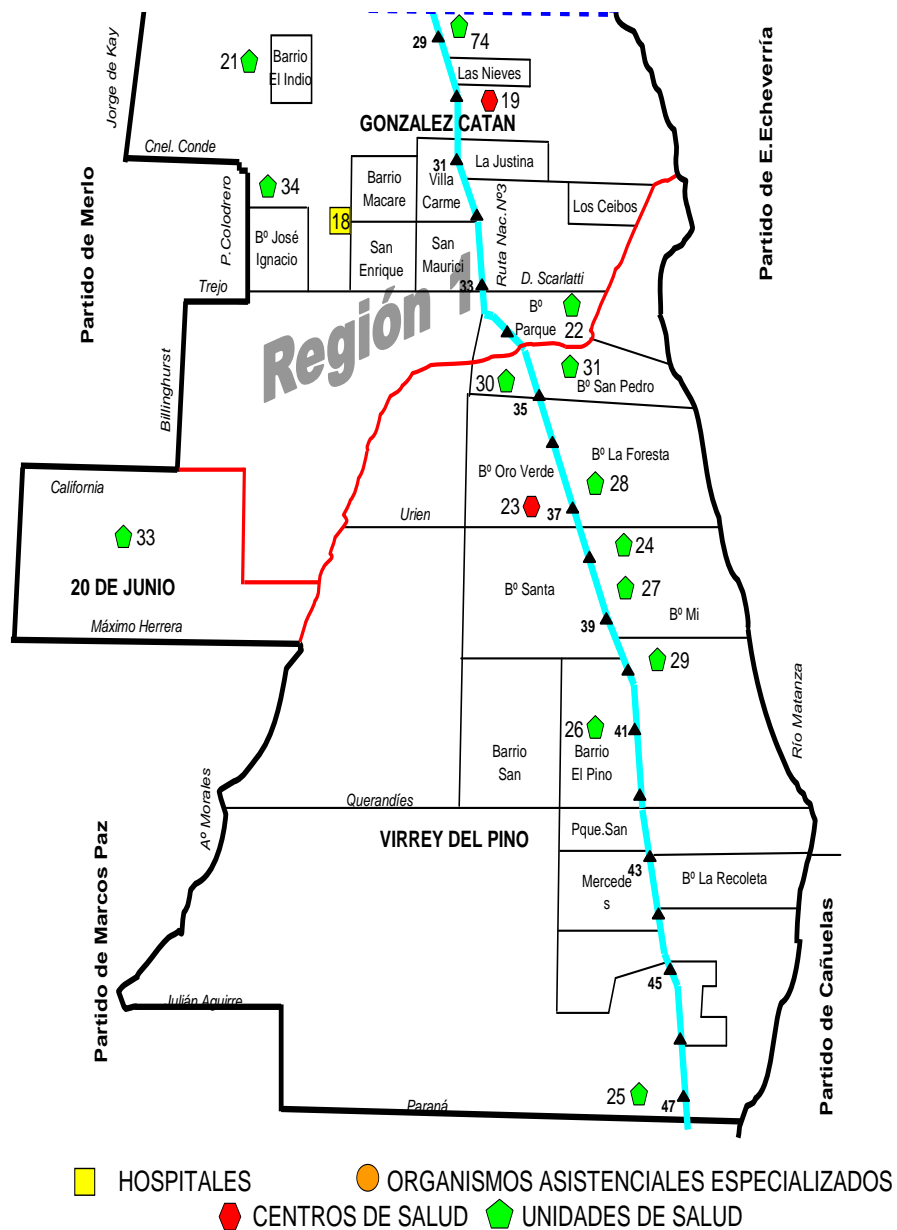 74
29
21
Barrio
El Indio
Las Nieves
19
Jorge de Kay
GONZALEZ CATAN
Cnel. Conde
31
La Justina
Partido de E.Echeverría
Partido de Merlo
34
Barrio
Macare
Villa
Carme
Ruta Nac.Nº3
Los Ceibos
P.Colodrero
18
Bº José
Ignacio
San
Enrique
San
Maurici
Trejo
33
D. Scarlatti
Región 1
Bº
Parque
22
Billinghurst
30
31
Bº San Pedro
35
Bº La Foresta
Bº Oro Verde
28
California
23
37
Urien
33
24
20 DE JUNIO
Bº Santa
27
Bº Mi
39
Máximo Herrera
29
Río Matanza
26
41
Barrio
San
Barrio
El Pino
Aº Morales
Querandíes
VIRREY DEL PINO
Pque.San
43
Mercede
s
Bº La Recoleta
Partido de Marcos Paz
Partido de Cañuelas
45
Julián Aguirre
25
47
Paraná
HOSPITALES
ORGANISMOS ASISTENCIALES ESPECIALIZADOS
CENTROS DE SALUD
UNIDADES DE SALUD